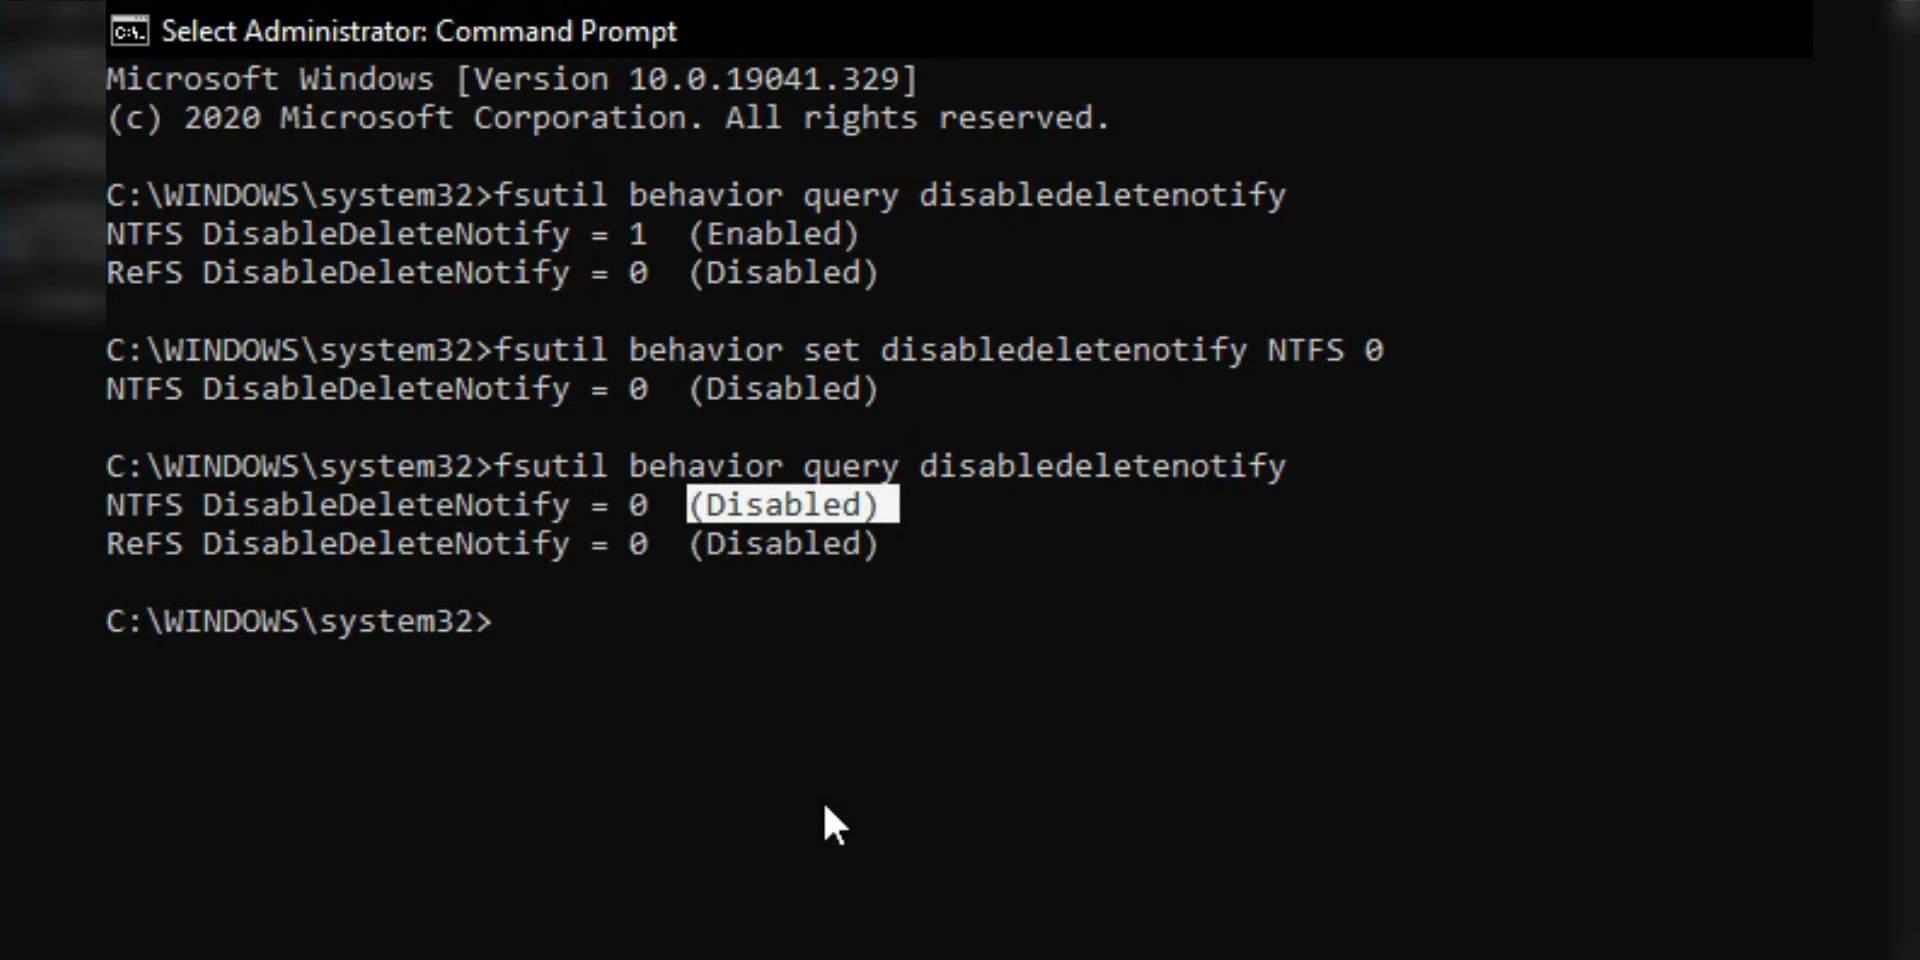 Select Administrator: Command Prompt
Microsoft Windows [Version 10.0.19041.329]
(c) 2020 Microsoft Corporation. All rights reserved.
C:\WINDOWS\system32>fsutil behavior query disabledeletenotify
NTFS DisableDeleteNotify = 1  (Enabled)
ReFS DisableDeleteNotify = 0  (Disabled)
C:\WINDOWS\system32>fsutil behavior set disabledeletenotify NTFS 0
NTFS DisableDeleteNotify = 0  (Disabled)
C:\WINDOWS\system32>fsutil behavior query disabledeletenotify
NTFS DisableDeleteNotify = 0  (Disabled)
ReFS DisableDeleteNotify = 0  (Disabled)
C:\WINDOWS\system32>